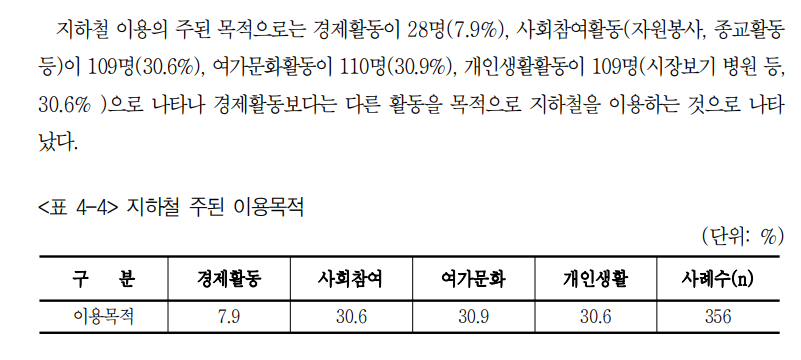 지하철 이용의 주된 목적으로는 경제활동이 28명(7.9%), 사회참여활동(자원봉사, 종교활동
등)이 109명(30.6%), 여가문화활동이 110명(30.9%), 개인생활활동이 109명(시장보기 병원 등,
30.6% )으로 나타나 경제활동보다는 다른 활동을 목적으로 지하철을 이용하는 것으로 나타
났다.
<표 4-4> 지하철 주된 이용목적
(단위: %)
구 분 경제활동 사회참여 여가문화 개인생활 사례수(n)
이용목적 7.9 30.6 30.9 30.6 356